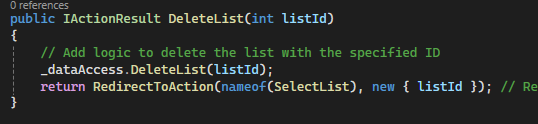 0 references
public IActionResult DeleteList(int listId)
{
// Add logic to delete the list with the specified ID
_dataAccess.DeleteList(listId);
return RedirectToAction(nameof(SelectList), new { listId }); // Re
}